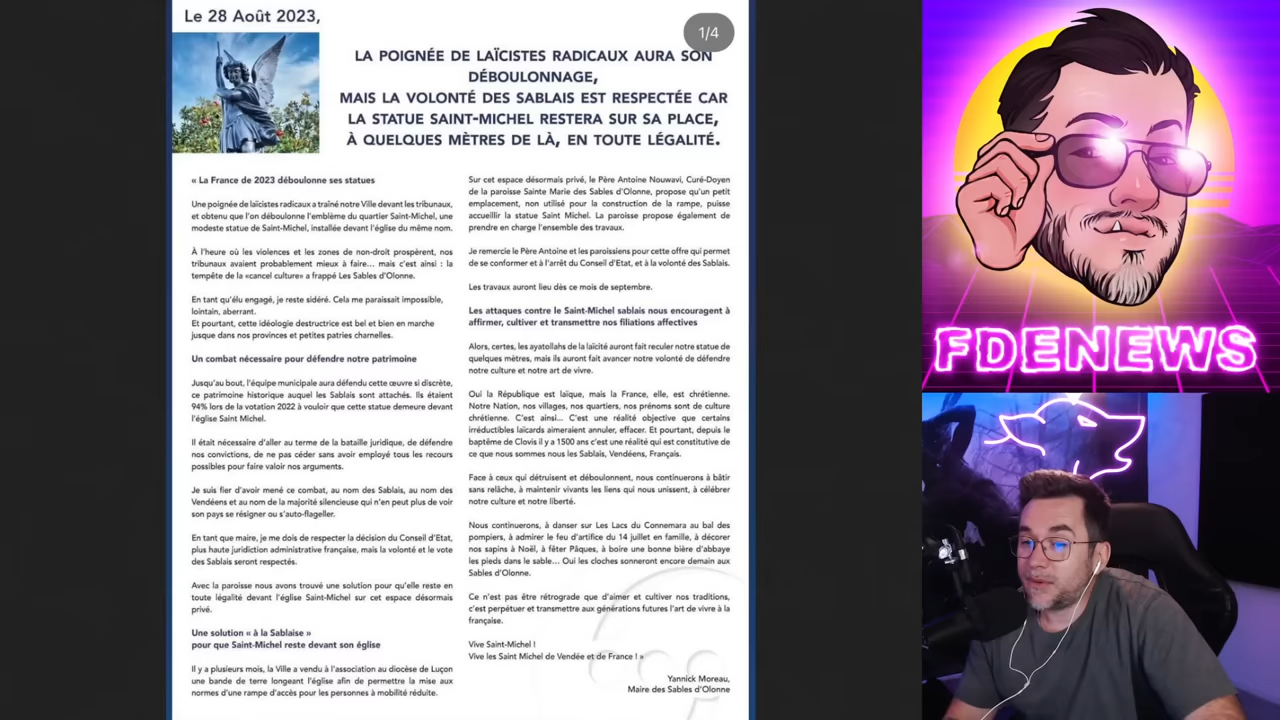 Le 28 Août 2023,
1/4
LA POIGNÉE DE LAÏCISTES RADICAUX AURA SON
DÉBOULONNAGE,
MAIS LA VOLONTÉ DES SABLAIS EST RESPECTÉE CAR
LA STATUE SAINT-MICHEL RESTERA SUR SA PLACE,
À QUELQUES MÈTRES DE LÀ, EN TOUTE LÉGALITÉ.
« La France de 2023 déboulonne ses statues
Une poignée de laïcistes radicaux a traîné notre Ville devant les tribunaux,
et obtenu que l'on déboulonne l'emblème du quartier Saint-Michel, une
modeste statue de Saint-Michel, installée devant l'église du même nom.
À l'heure où les violences et les zones de non-droit prospèrent, nos
tribunaux avaient probablement mieux à faire... mais c'est ainsi : la
tempête de la «cancel culture» a frappé Les Sables d'Olonne.
En tant qu'élu engagé, je reste sidéré. Cela me paraissait impossible,
lointain, aberrant.
Et pourtant, cette idéologie destructrice est bel et bien en marche
jusque dans nos provinces et petites patries charnelles.
Un combat nécessaire pour défendre notre patrimoine
Jusqu'au bout, l'équipe municipale aura défendu cette œuvre si discrète,
ce patrimoine historique auquel les Sablais sont attachés. Ils étaient
94% lors de la votation 2022 à vouloir que cette statue demeure devant
l'église Saint Michel.
Il était nécessaire d'aller au terme de la bataille juridique, de défendre
nos convictions, de ne pas céder sans avoir employé tous les recours
possibles pour faire valoir nos arguments.
Je suis fier d'avoir mené ce combat, au nom des Sablais, au nom des
Vendéens et au nom de la majorité silencieuse qui n'en peut plus de voir
son pays se résigner ou s'auto-flageller.
En tant que maire, je me dois de respecter la décision du Conseil d'Etat,
plus haute juridiction administrative française, mais la volonté et le vote
des Sablais seront respectés.
Avec la paroisse nous avons trouvé une solution pour qu'elle reste en
toute légalité devant l'église Saint-Michel sur cet espace désormais
privé.
Une solution « à la Sablaise »
pour que Saint-Michel reste devant son église
Il y a plusieurs mois, la Ville a vendu à l'association au diocèse de Luçon
une bande de terre longeant l'église afin de permettre la mise aux
normes d'une rampe d'accès pour les personnes à mobilité réduite.
Sur cet espace désormais privé, le Père Antoine Nouwavi, Curé-Doyen
de la paroisse Sainte Marie des Sables d'Olonne, propose qu'un petit
emplacement, non utilisé pour la construction de la rampe, puisse
accueillir la statue Saint Michel. La paroisse propose également de
prendre en charge l'ensemble des travaux.
Je remercie le Père Antoine et les paroissiens pour cette offre qui permet
de se conformer et à l'arrêt du Conseil d'Etat, et à la volonté des Sablais.
Les travaux auront lieu dès ce mois de septembre.
Les attaques contre le Saint-Michel sablais nous encouragent à
affirmer, cultiver et transmettre nos filiations affectives
Alors, certes, les ayatollahs de la laïcité auront fait reculer notre statue de
quelques mètres, mais ils auront fait avancer notre volonté de défendre
notre culture et notre art de vivre.
Oui la République est laïque, mais la France, elle, est chrétienne.
Notre Nation, nos villages, nos quartiers, nos prénoms sont de culture
chrétienne. C'est ainsi... C'est une réalité objective que certains
irréductibles laïcards aimeraient annuler, effacer. Et pourtant, depuis le
baptême de Clovis il y a 1500 ans c'est une réalité qui est constitutive de
ce que nous sommes nous les Sablais, Vendéens, Français.
Face à ceux qui détruisent et déboulonnent, nous continuerons à bâtir
sans relâche, à maintenir vivants les liens qui nous unissent, à célébrer
notre culture et notre liberté.
Nous continuerons, à danser sur Les Lacs du Connemara au bal des
pompiers, à admirer le feu d'artifice du 14 juillet en famille, à décorer
nos sapins à Noël, à fêter Pâques, à boire une bonne bière d'abbaye
les pieds dans le sable... Oui les cloches sonneront encore demain aux
Sables d'Olonne.
Ce n'est pas être rétrograde que d'aimer et cultiver nos traditions,
c'est perpétuer et transmettre aux générations futures l'art de vivre à la
française.
Vive Saint-Michel !
Vive les Saint Michel de Vendée et de France ! »
Yannick Moreau,
Maire des Sables d'Olonne
FDENEWS